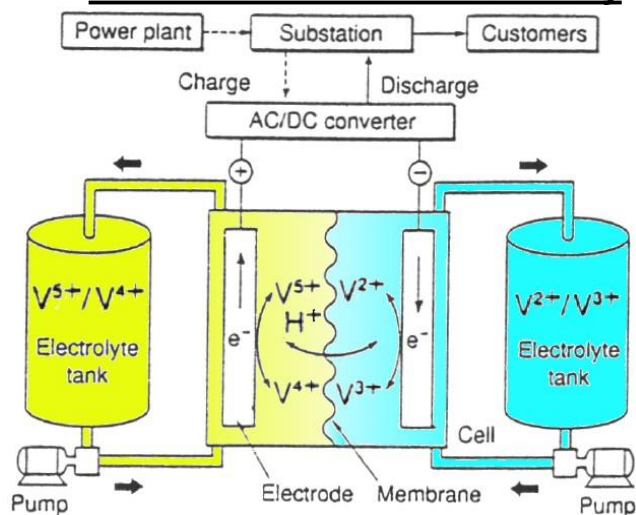 Power plant
Substation
Customers
Charge
Discharge
AC/DC converter
+
−
V⁵⁺/V⁴⁺
Electrolyte
tank
V⁵⁺
V²⁺
H⁺
e⁻
e⁻
V⁴⁺
V³⁺
V²⁺/V³⁺
Electrolyte
tank
Cell
Pump
Electrode
Membrane
Pump